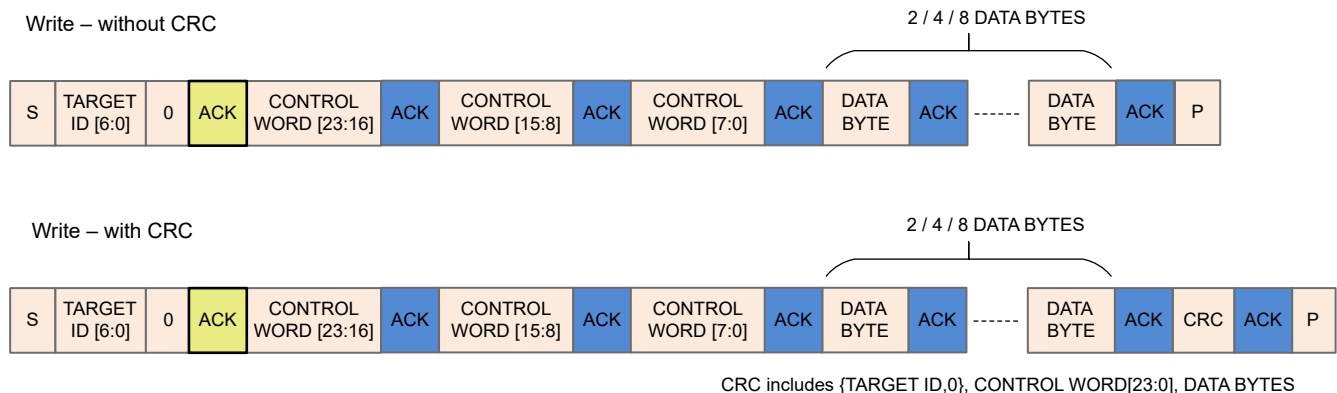 Write – without CRC
2 / 4 / 8 DATA BYTES
S TARGET ID [6:0] 0 ACK CONTROL WORD [23:16] ACK CONTROL WORD [15:8] ACK CONTROL WORD [7:0] ACK DATA BYTE ACK ------ DATA BYTE ACK P
Write – with CRC
2 / 4 / 8 DATA BYTES
S TARGET ID [6:0] 0 ACK CONTROL WORD [23:16] ACK CONTROL WORD [15:8] ACK CONTROL WORD [7:0] ACK DATA BYTE ACK ------ DATA BYTE ACK CRC ACK P
CRC includes {TARGET ID,0}, CONTROL WORD[23:0], DATA BYTES